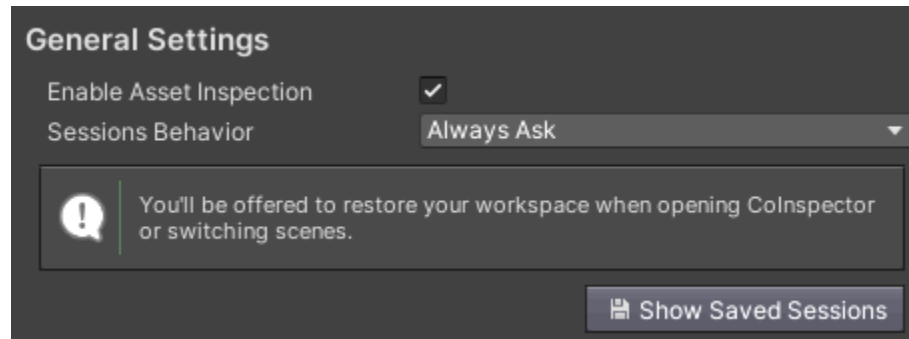 General Settings
Enable Asset Inspection
Sessions Behavior Always Ask
You'll be offered to restore your workspace when opening CoInspector
or switching scenes.
Show Saved Sessions